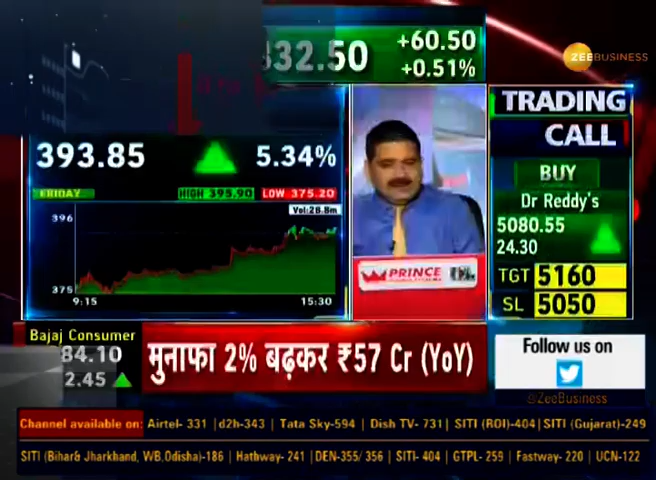 332.50
+60.50
+0.51%
ZEEBUSINESS
393.85
5.34%
FRIDAY
HIGH 395.90
LOW 375.20
Vol:28.8m
396
375
9:15
15:30
PRINCE
TRADING
CALL
BUY
Dr Reddy's
5080.55
24.30
TGT 5160
SL 5050
Bajaj Consumer
84.10
2.45
मुनाफा 2% बढ़कर ₹57 Cr (YoY)
Follow us on
@ZeeBusiness
Channel available on: Airtel- 331 | d2h-343 | Tata Sky-594 | Dish TV- 731 | SITI (ROI)-404 | SITI (Gujarat)-249
SITI (Bihar& Jharkhand, WB,Odisha)-186 | Hathway- 241 | DEN-355/ 356 | SITI- 404 | GTPL- 259 | Fastway- 220 | UCN-122